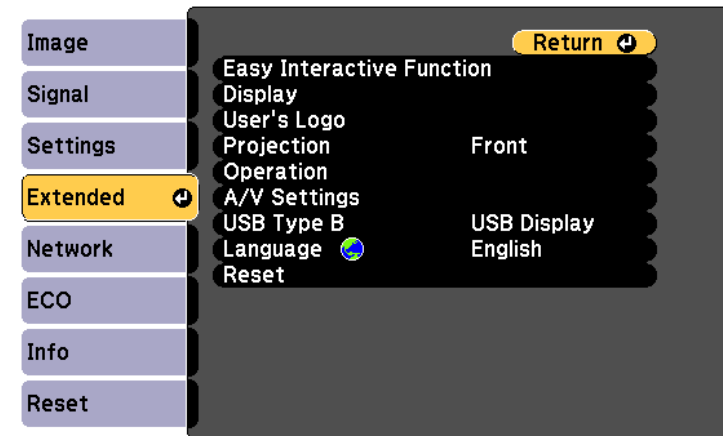 Image
Signal
Settings
Extended
Network
ECO
Info
Reset
Return
Easy Interactive Function
Display
User's Logo
Projection Front
Operation
A/V Settings
USB Type B USB Display
Language English
Reset